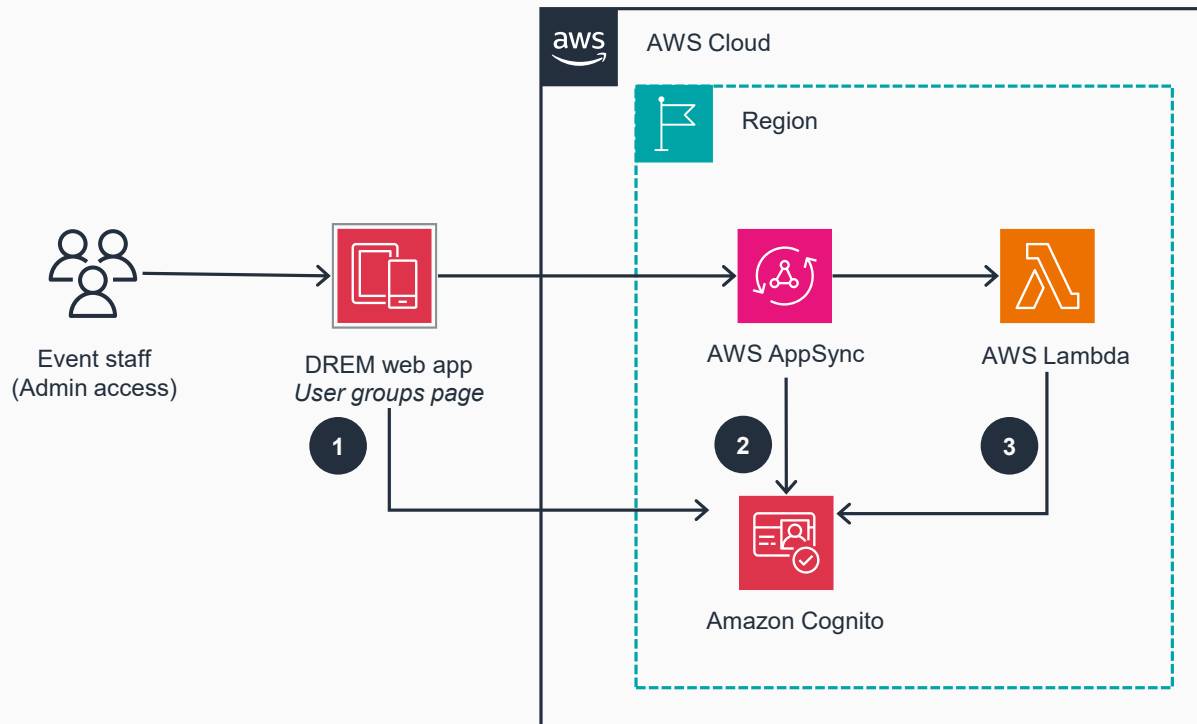 aws
AWS Cloud
Region
Event staff
(Admin access)
DREM web app
User groups page
AWS AppSync
AWS Lambda
1
2
3
Amazon Cognito